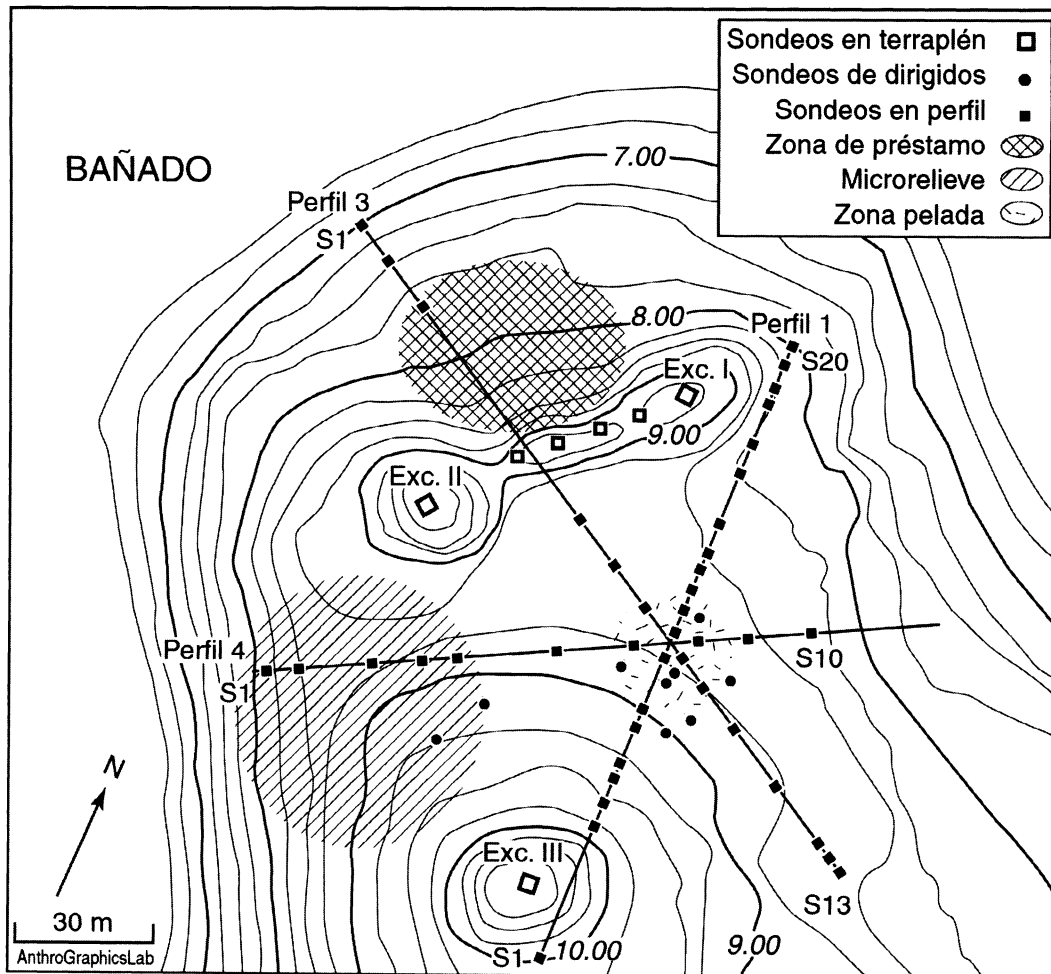 Sondeos en terraplén
Sondeos de dirigidos
Sondeos en perfil
Zona de préstamo
Microrelieve
Zona pelada
BAÑADO
7.00
Perfil 3
S1
8.00
Perfil 1
S20
Exc. I
9.00
Exc. II
Perfil 4
S1
S10
N
Exc. III
S13
30 m
S1
10.00
9.00
AnthroGraphicsLab